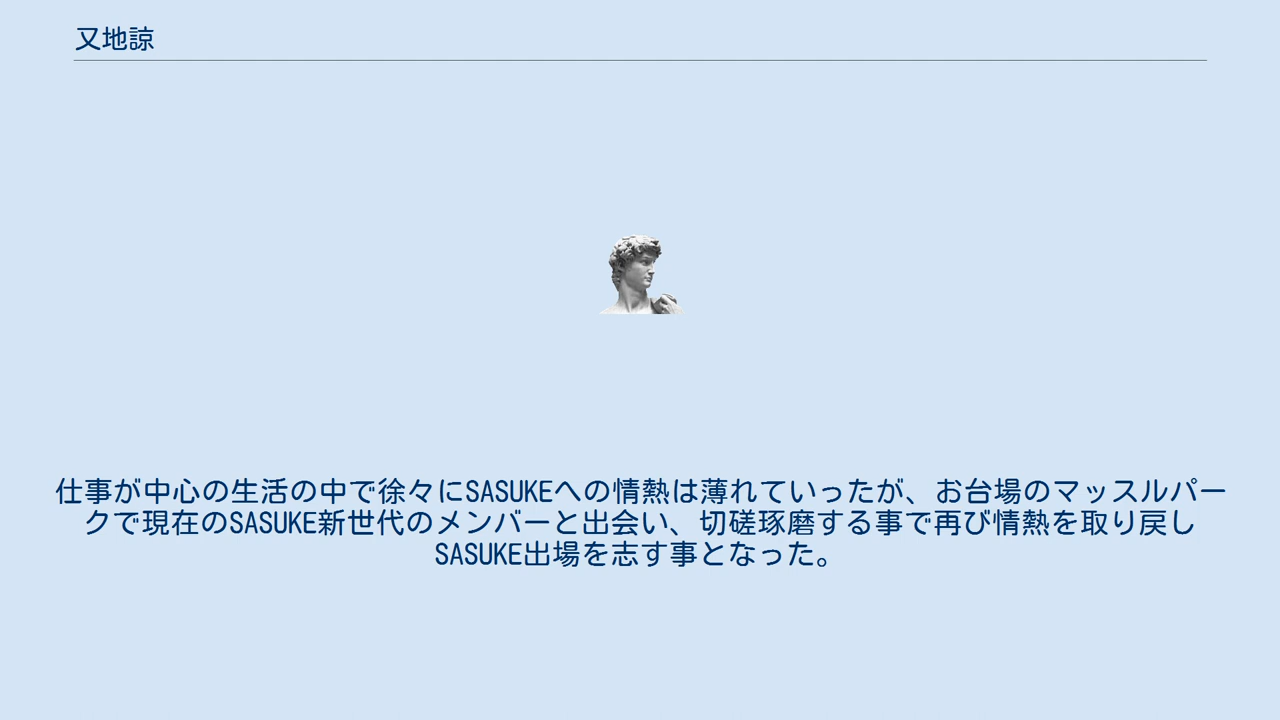 又地諒
仕事が中心の生活の中で徐々にSASUKEへの情熱は薄れていったが、お台場のマッスルパー
クで現在のSASUKE新世代のメンバーと出会い、切磋琢磨する事で再び情熱を取り戻し
SASUKE出場を志す事となった。